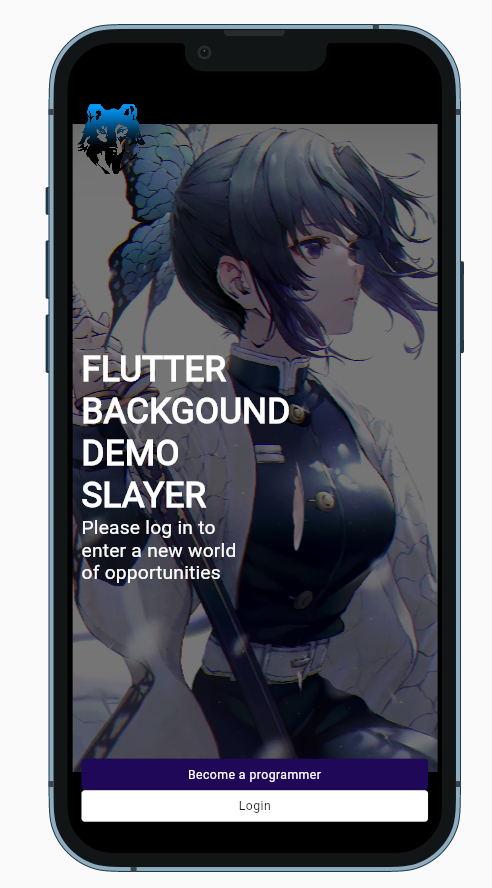 FLUTTER
BACKGOUND
DEMO
SLAYER
Please log in to
enter a new world
of opportunities
Become a programmer
Login